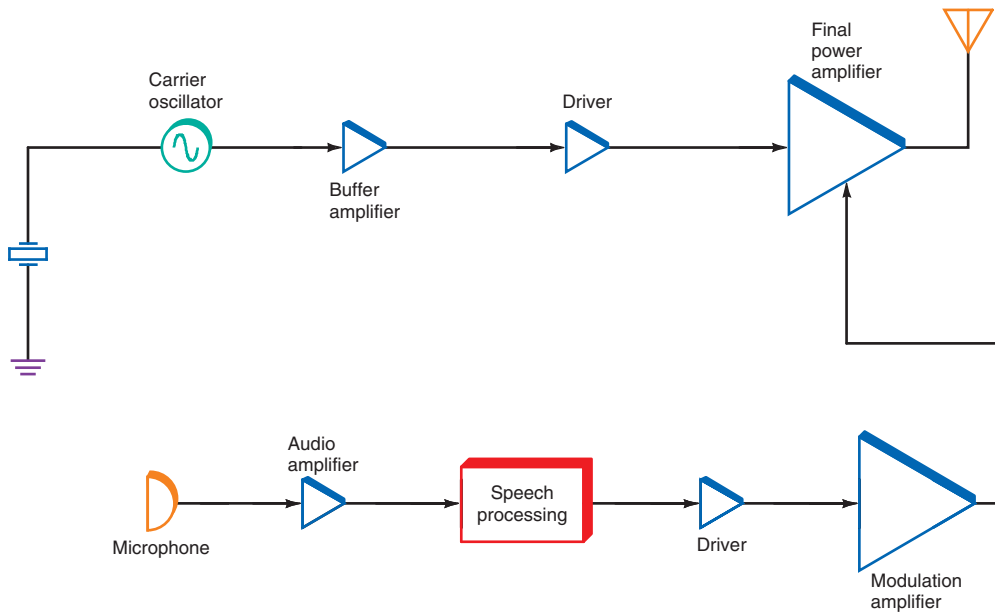 Final
power
amplifier
Carrier
oscillator
Driver
Buffer
amplifier
Audio
amplifier
Speech
processing
Microphone
Driver
Modulation
amplifier